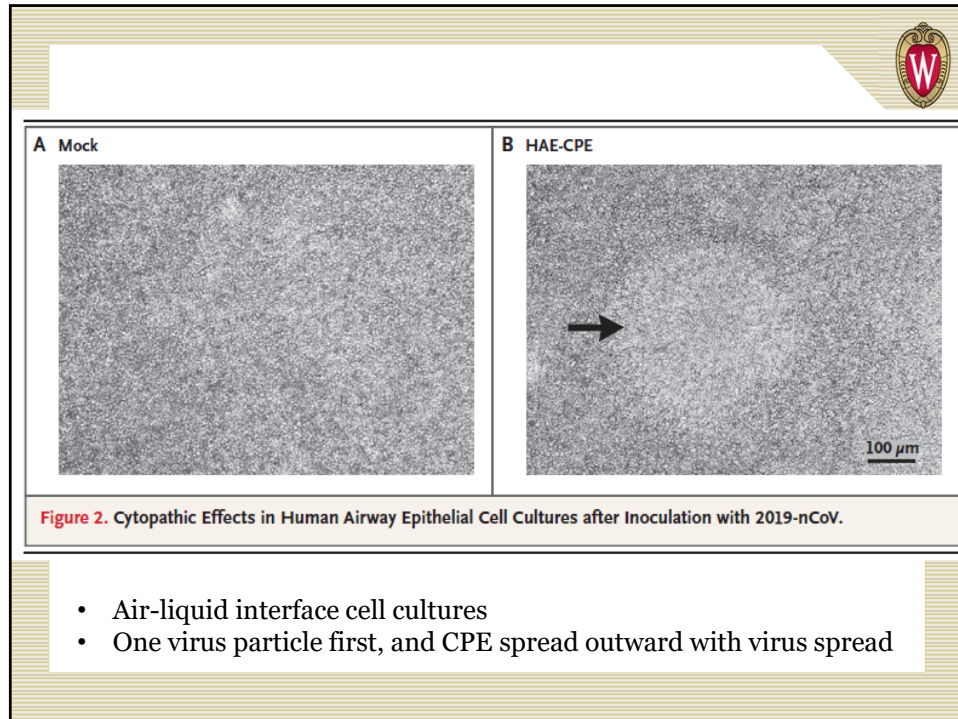 W
A Mock
B HAE-CPE
100 µm
Figure 2. Cytopathic Effects in Human Airway Epithelial Cell Cultures after Inoculation with 2019-nCoV.
• Air-liquid interface cell cultures
• One virus particle first, and CPE spread outward with virus spread